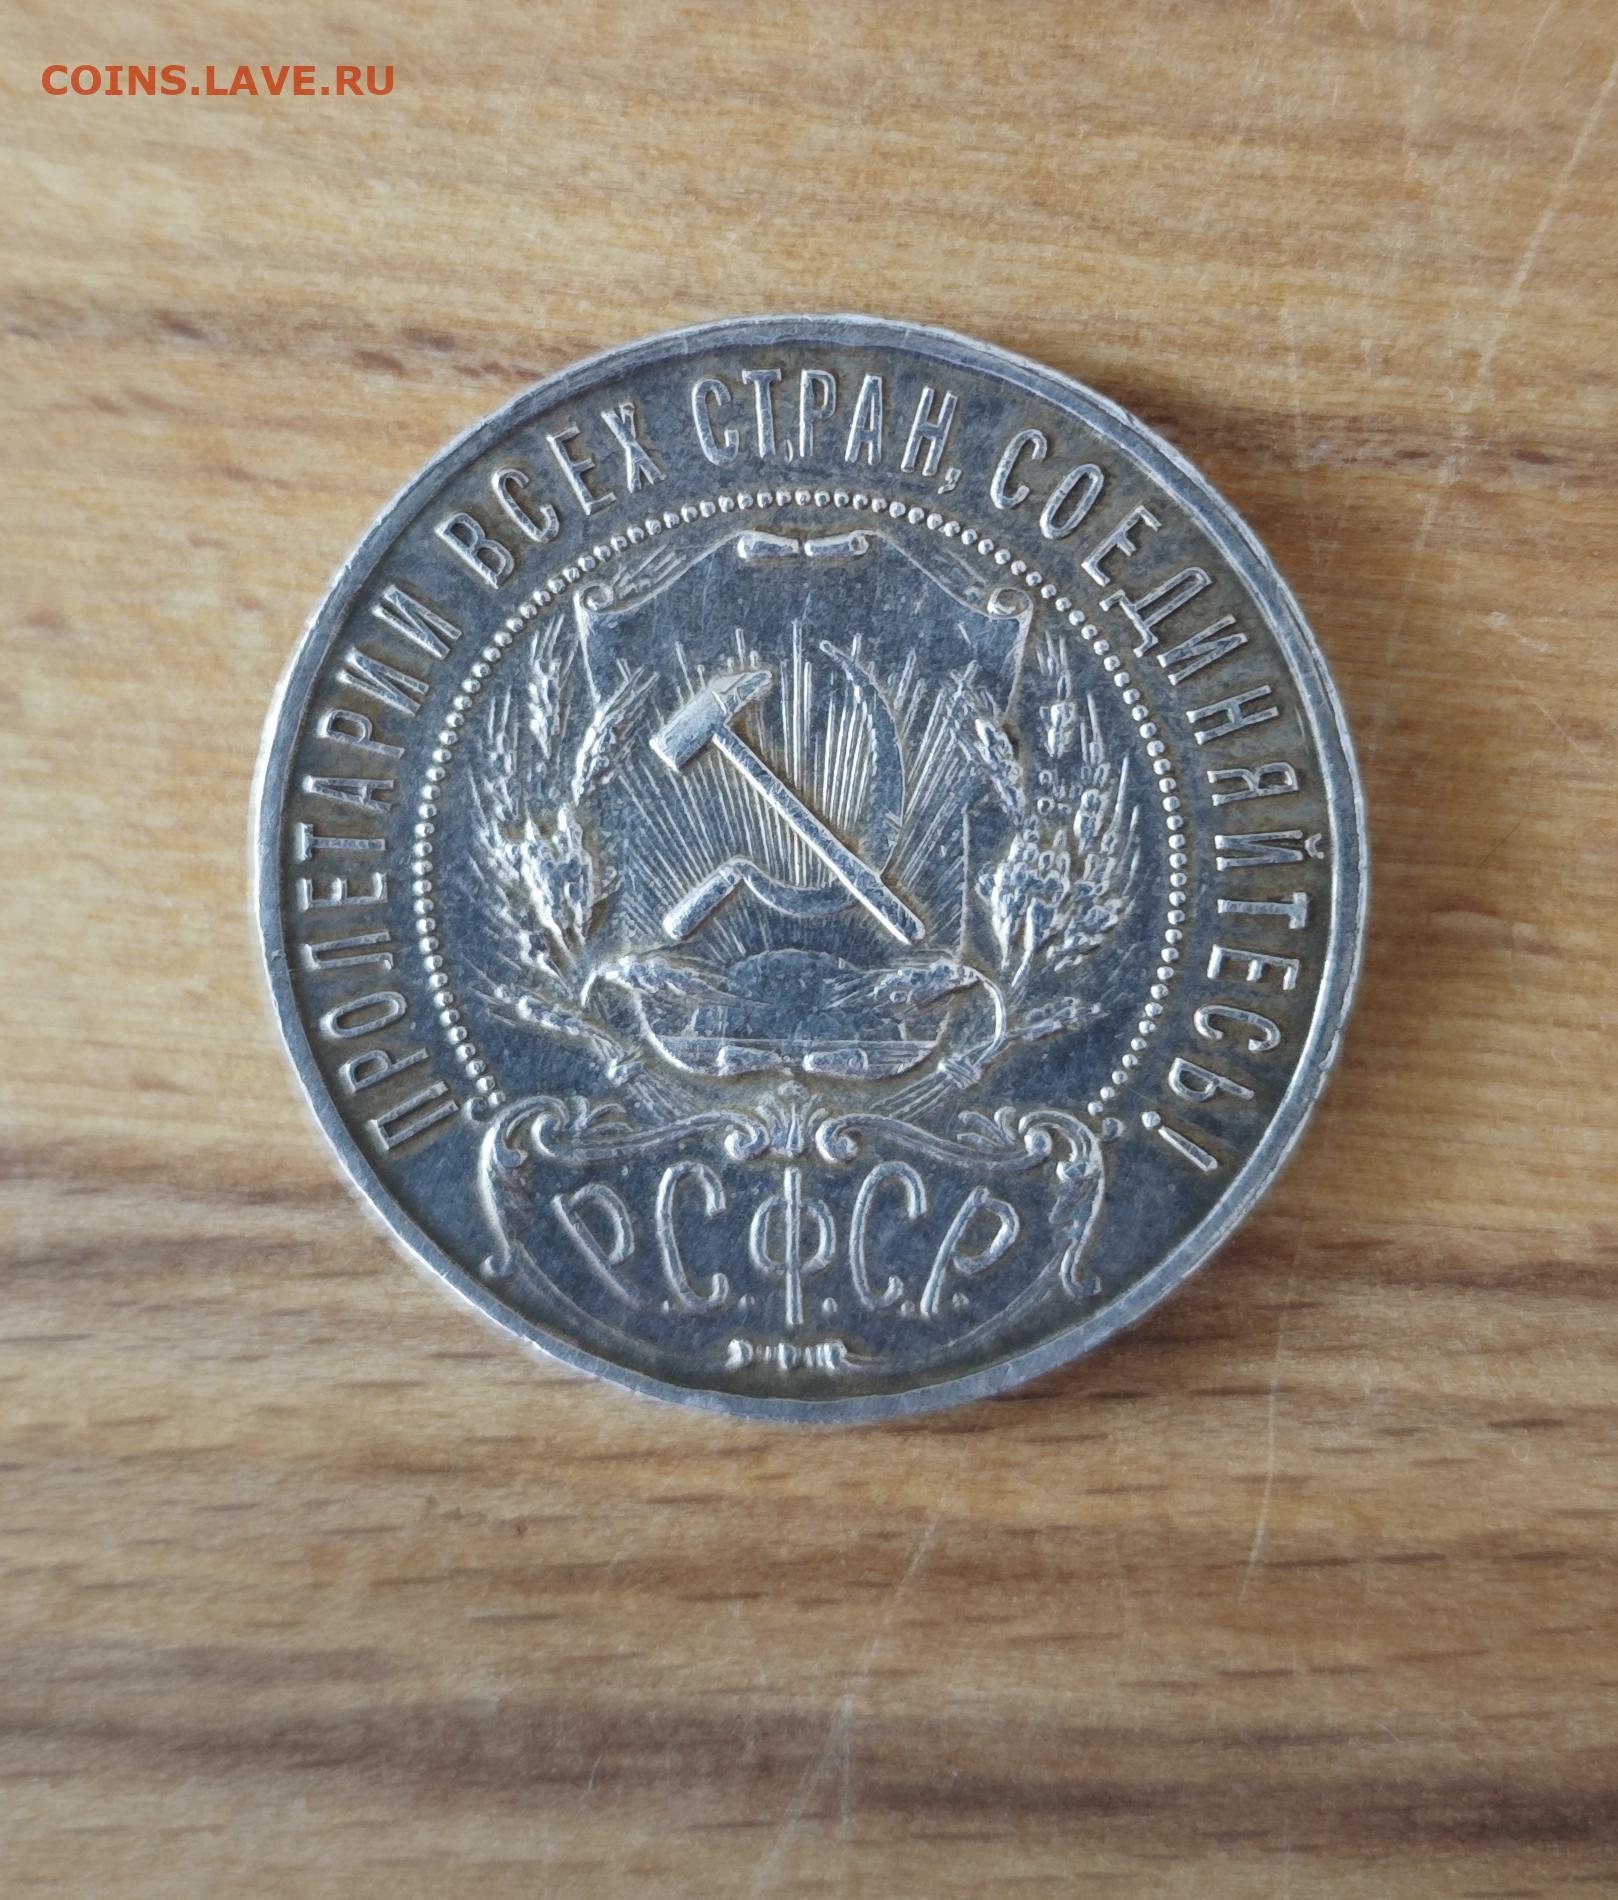 COINS.LAVE.RU
ПРОЛЕТАРИИ ВСЕХ СТРАН, СОЕДИНЯЙТЕСЬ!
Р.С.Ф.С.Р.